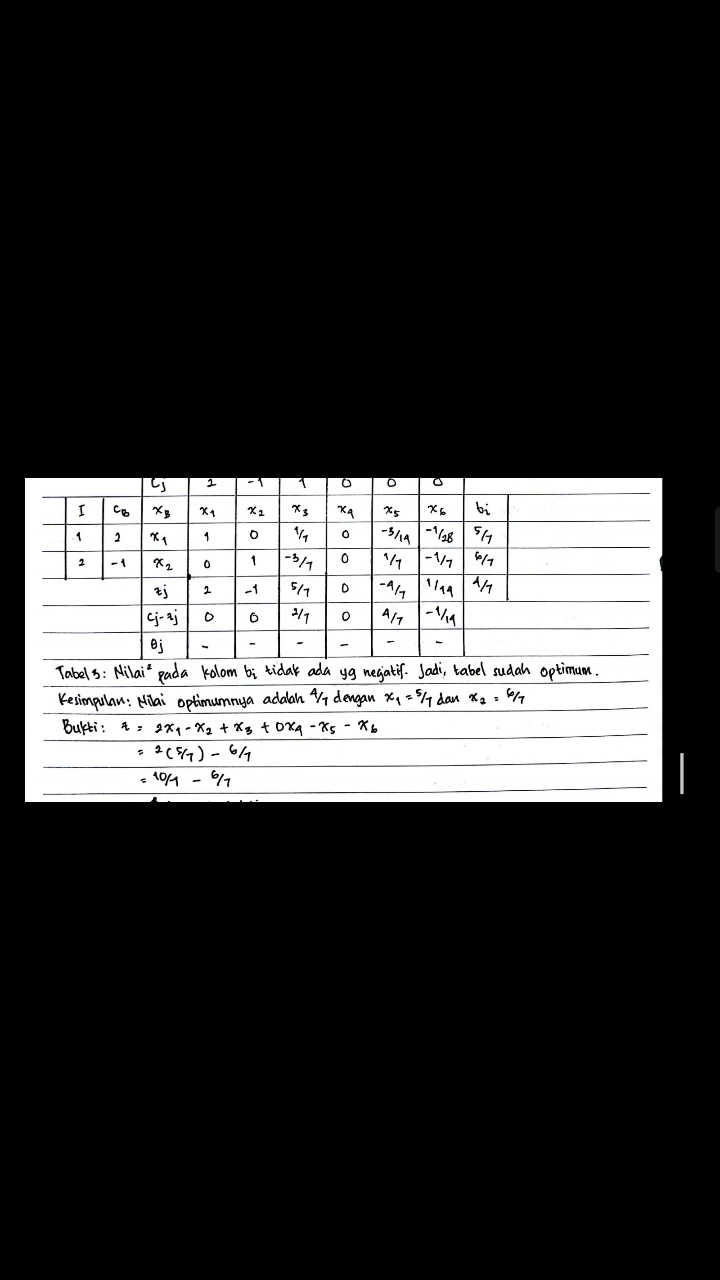 Cj 2 -1 1 0 0 0
I CB XB x1 x2 x3 x4 x5 x6 bi
1 2 x1 1 0 1/7 0 -3/14 -1/28 5/7
2 -1 x2 0 1 -3/7 0 1/7 -1/7 6/7
zj 2 -1 5/7 0 -4/7 1/14 4/7
Cj-zj 0 0 2/7 0 4/7 -1/14
θj - - - - - -
Tabel 3: Nilai² pada kolom bi tidak ada yg negatif. Jadi, tabel sudah optimum.
Kesimpulan: Nilai optimumnya adalah 4/7 dengan x1 = 5/7 dan x2 = 6/7
Bukti: z = 2x1 - x2 + x3 + 0x4 - x5 - x6
= 2(5/7) - 6/7
= 10/7 - 6/7